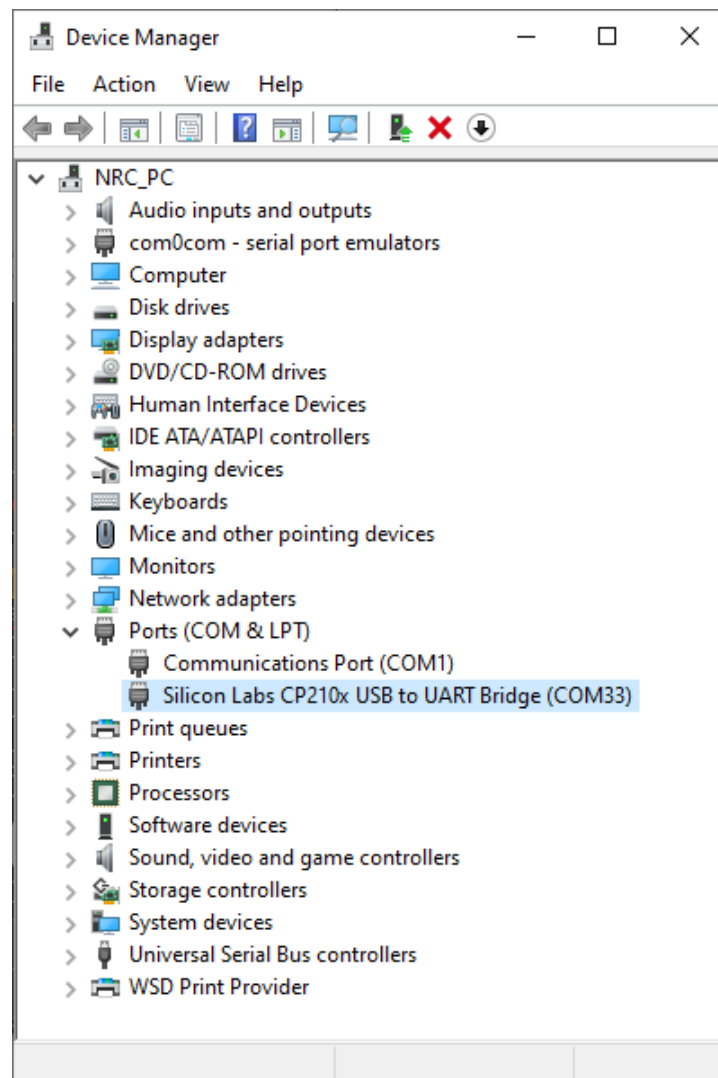 Device Manager
File Action View Help
NRC_PC
Audio inputs and outputs
com0com - serial port emulators
Computer
Disk drives
Display adapters
DVD/CD-ROM drives
Human Interface Devices
IDE ATA/ATAPI controllers
Imaging devices
Keyboards
Mice and other pointing devices
Monitors
Network adapters
Ports (COM & LPT)
Communications Port (COM1)
Silicon Labs CP210x USB to UART Bridge (COM33)
Print queues
Printers
Processors
Software devices
Sound, video and game controllers
Storage controllers
System devices
Universal Serial Bus controllers
WSD Print Provider